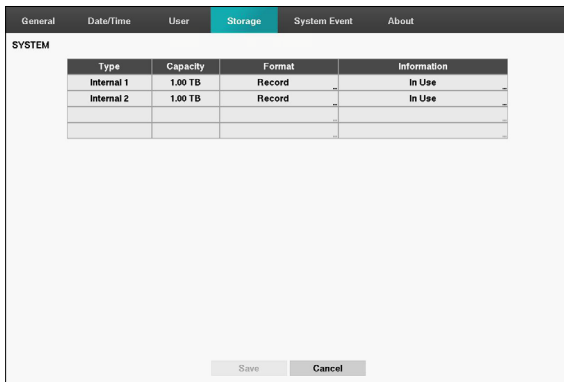 General Date/Time User Storage System Event About
SYSTEM
Type Capacity Format Information
Internal 1 1.00 TB Record ... In Use ...
Internal 2 1.00 TB Record ... In Use ...
... ...
... ...
Save Cancel